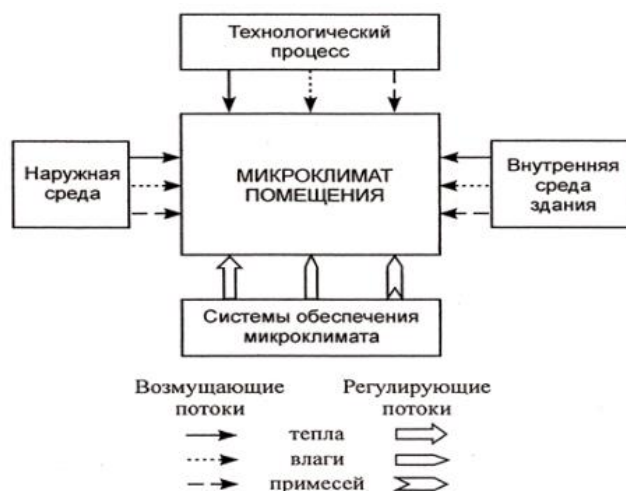 Технологический
процесс
Наружная
среда
МИКРОКЛИМАТ
ПОМЕЩЕНИЯ
Внутренняя
среда
здания
Системы обеспечения
микроклимата
Возмущающие
потоки
Регулирующие
потоки
тепла
влаги
примесей